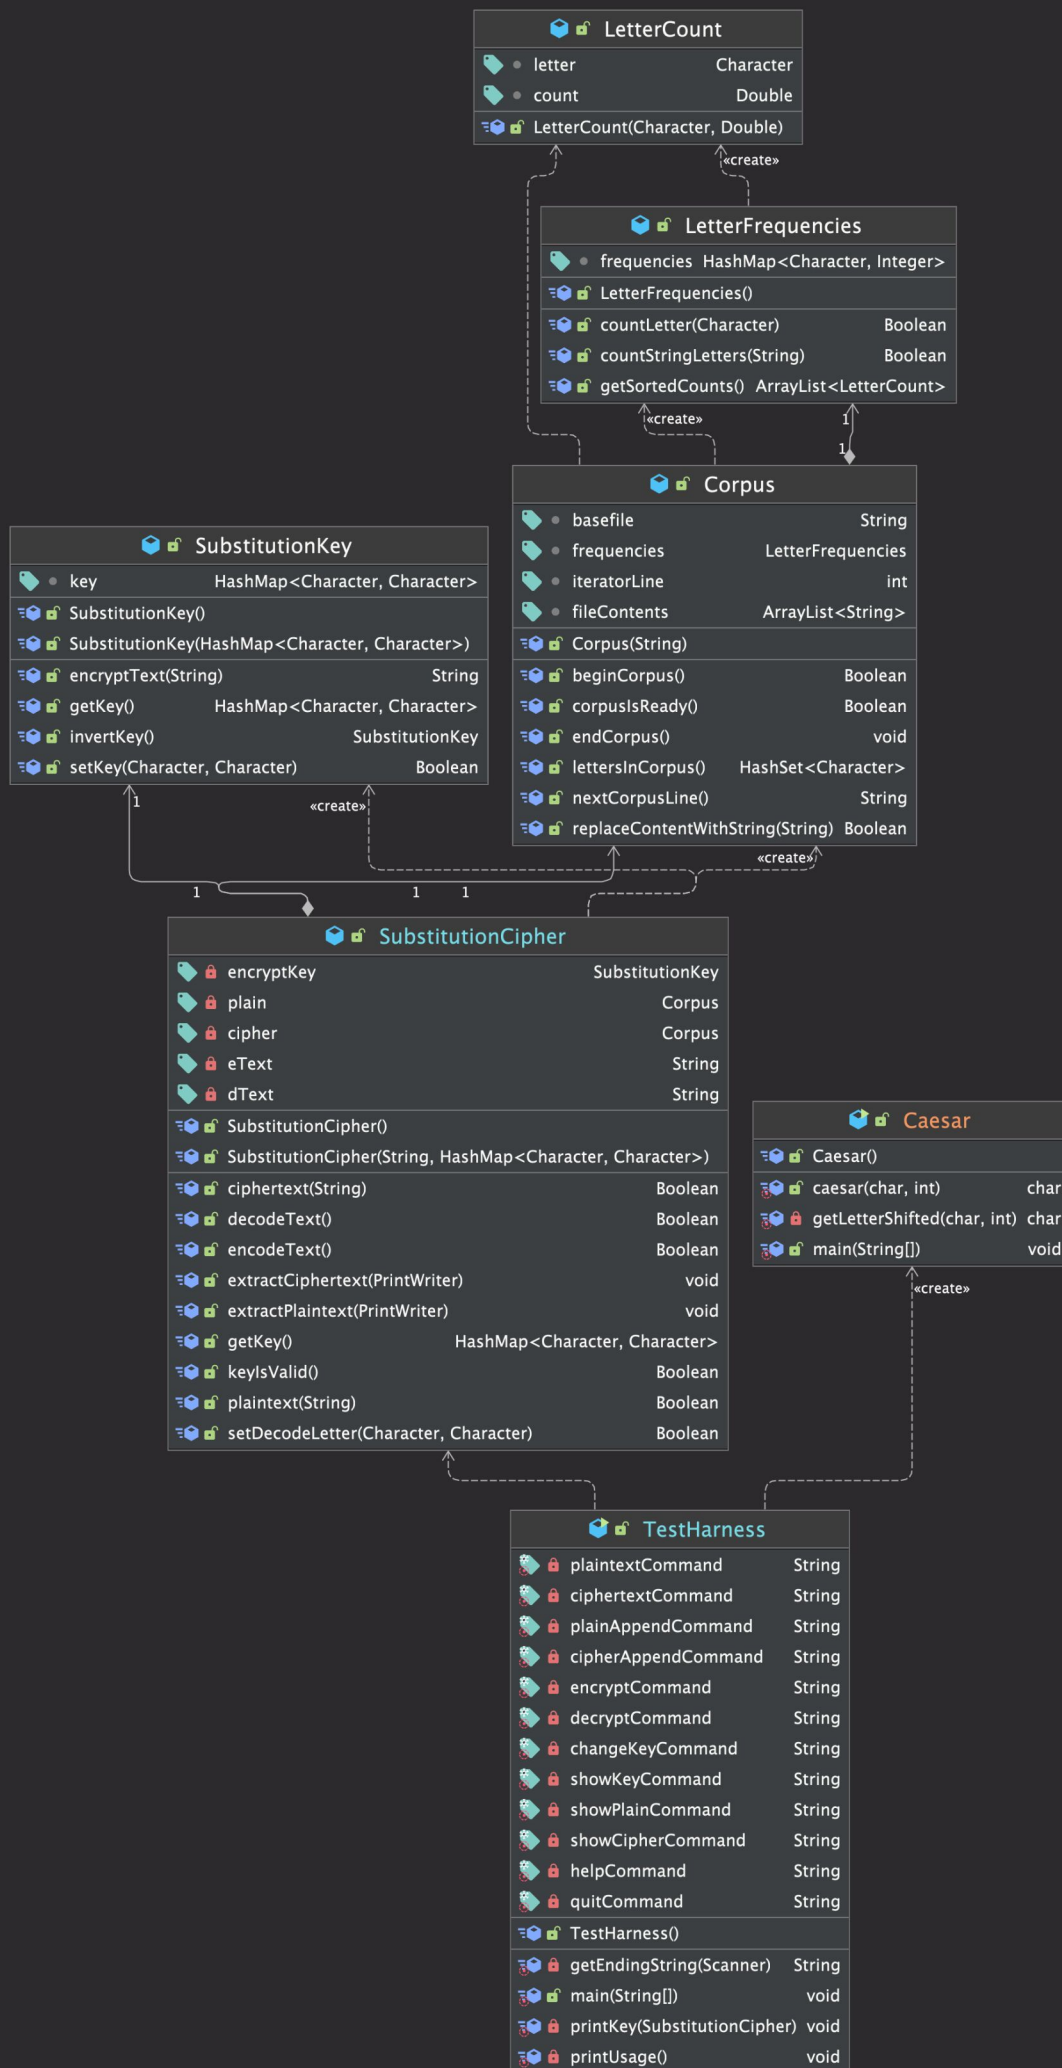 LetterCount
letter Character
count Double
LetterCount(Character, Double)
«create»
LetterFrequencies
frequencies HashMap<Character, Integer>
LetterFrequencies()
countLetter(Character) Boolean
countStringLetters(String) Boolean
getSortedCounts() ArrayList<LetterCount>
«create» 1
1
Corpus
basefile String
frequencies LetterFrequencies
iteratorLine int
fileContents ArrayList<String>
Corpus(String)
beginCorpus() Boolean
corpusIsReady() Boolean
endCorpus() void
lettersInCorpus() HashSet<Character>
nextCorpusLine() String
replaceContentWithString(String) Boolean
SubstitutionKey
key HashMap<Character, Character>
SubstitutionKey()
SubstitutionKey(HashMap<Character, Character>)
encryptText(String) String
getKey() HashMap<Character, Character>
invertKey() SubstitutionKey
setKey(Character, Character) Boolean
1 «create» «create»
1 1 1
SubstitutionCipher
encryptKey SubstitutionKey
plain Corpus
cipher Corpus
eText String
dText String
SubstitutionCipher()
SubstitutionCipher(String, HashMap<Character, Character>)
ciphertext(String) Boolean
decodeText() Boolean
encodeText() Boolean
extractCiphertext(PrintWriter) void
extractPlaintext(PrintWriter) void
getKey() HashMap<Character, Character>
keyIsValid() Boolean
plaintext(String) Boolean
setDecodeLetter(Character, Character) Boolean
Caesar
Caesar()
caesar(char, int) char
getLetterShifted(char, int) char
main(String[]) void
«create»
TestHarness
plaintextCommand String
ciphertextCommand String
plainAppendCommand String
cipherAppendCommand String
encryptCommand String
decryptCommand String
changeKeyCommand String
showKeyCommand String
showPlainCommand String
showCipherCommand String
helpCommand String
quitCommand String
TestHarness()
getEndingString(Scanner) String
main(String[]) void
printKey(SubstitutionCipher) void
printUsage() void